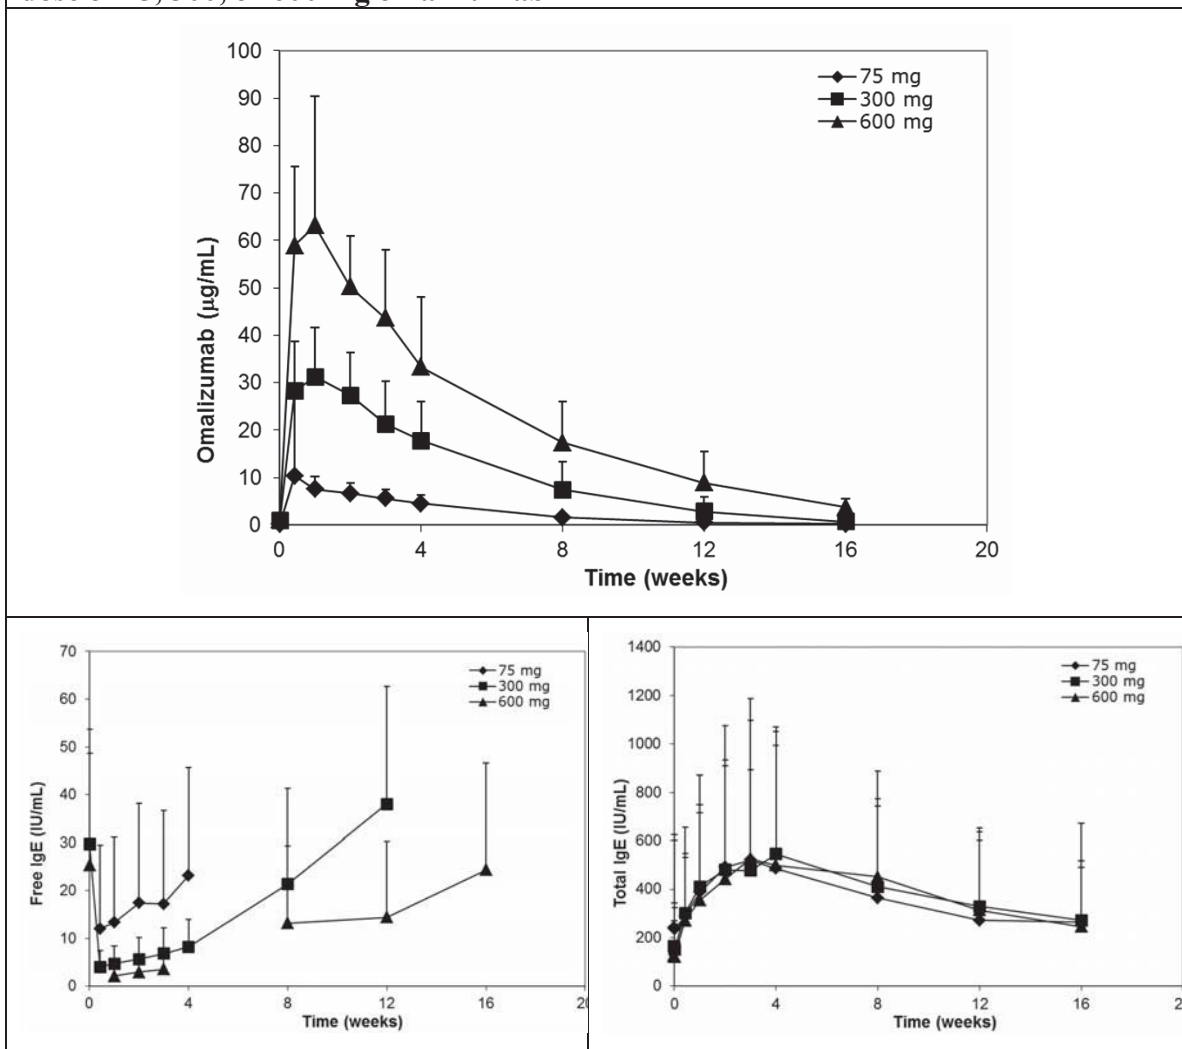 100
90
80
70
60
50
40
30
20
10
0
Omalizumab (µg/mL)
75 mg
300 mg
600 mg
0 4 8 12 16 20
Time (weeks)
70
60
50
40
30
20
10
0
Free IgE (IU/mL)
75 mg
300 mg
600 mg
0 4 8 12 16 20
Time (weeks)
1400
1200
1000
800
600
400
200
0
Total IgE (IU/mL)
75 mg
300 mg
600 mg
0 4 8 12 16
Time (weeks)